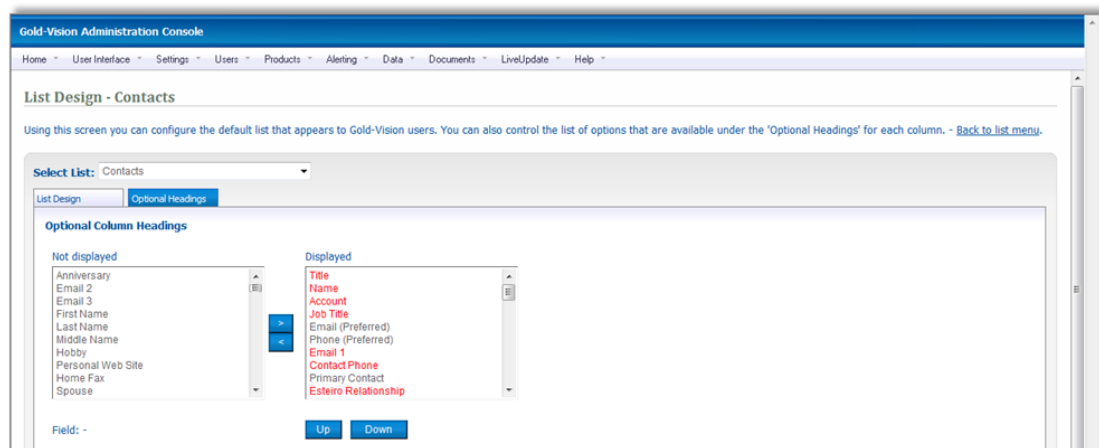 Gold-Vision Administration Console
Home User Interface Settings Users Products Alerting Data Documents LiveUpdate Help
List Design - Contacts
Using this screen you can configure the default list that appears to Gold-Vision users. You can also control the list of options that are available under the 'Optional Headings' for each column. - Back to list menu.
Select List: Contacts
List Design Optional Headings
Optional Column Headings
Not displayed
Anniversary
Email 2
Email 3
First Name
Last Name
Middle Name
Hobby
Personal Web Site
Home Fax
Spouse
>
<
Displayed
Title
Name
Account
Job Title
Email (Preferred)
Phone (Preferred)
Email 1
Contact Phone
Primary Contact
Esteiro Relationship
Field: -
Up Down